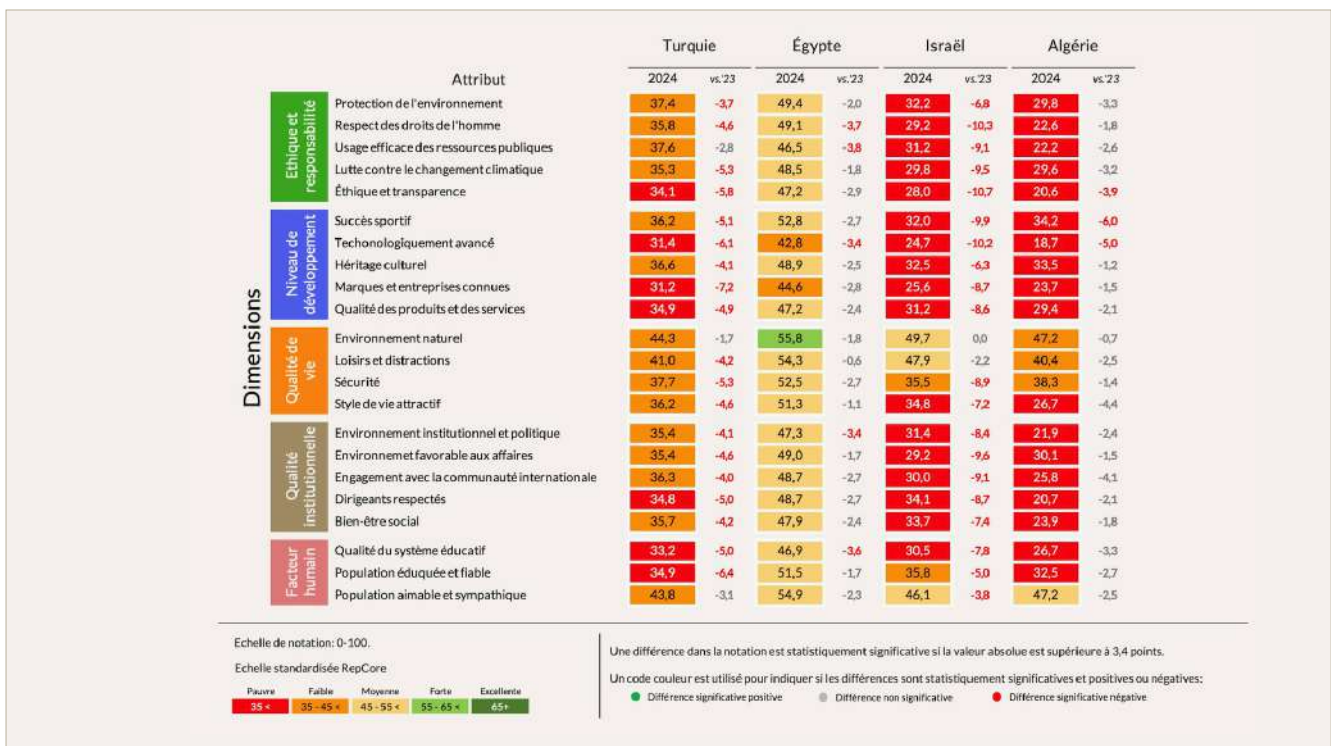 Turquie Égypte Israël Algérie
Attribut 2024 vs.'23 2024 vs.'23 2024 vs.'23 2024 vs.'23
Dimensions
Ethique et responsabilité
Protection de l'environnement 37,4 -3,7 49,4 -2,0 32,2 -6,8 29,8 -3,3
Respect des droits de l'homme 35,8 -4,6 49,1 -3,7 29,2 -10,3 22,6 -1,8
Usage efficace des ressources publiques 37,6 -2,8 46,5 -3,8 31,2 -9,1 22,2 -2,6
Lutte contre le changement climatique 35,3 -5,3 48,5 -1,8 29,8 -9,5 29,6 -3,2
Éthique et transparence 34,1 -5,8 47,2 -2,9 28,0 -10,7 20,6 -3,9
Niveau de développement
Succès sportif 36,2 -5,1 52,8 -2,7 32,0 -9,9 34,2 -6,0
Techonologiquement avancé 31,4 -6,1 42,8 -3,4 24,7 -10,2 18,7 -5,0
Héritage culturel 36,6 -4,1 48,9 -2,5 32,5 -6,3 33,5 -1,2
Marques et entreprises connues 31,2 -7,2 44,6 -2,8 25,6 -8,7 23,7 -1,5
Qualité des produits et des services 34,9 -4,9 47,2 -2,4 31,2 -8,6 29,4 -2,1
Qualité de vie
Environement naturel 44,3 -1,7 55,8 -1,8 49,7 0,0 47,2 -0,7
Loisirs et distractions 41,0 -4,2 54,3 -0,6 47,9 -2,2 40,4 -2,5
Sécurité 37,7 -5,3 52,5 -2,7 35,5 -8,9 38,3 -1,4
Style de vie attractif 36,2 -4,6 51,3 -1,1 34,8 -7,2 26,7 -4,4
Qualité institutionnelle
Environement institutionnel et politique 35,4 -4,1 47,3 -3,4 31,4 -8,4 21,9 -2,4
Environnemet favorable aux affaires 35,4 -4,6 49,0 -1,7 29,2 -9,6 30,1 -1,5
Engagement avec la communauté internationale 36,3 -4,0 48,7 -2,7 30,0 -9,1 25,8 -4,1
Dirigeants respectés 34,8 -5,0 48,7 -2,7 34,1 -8,7 20,7 -2,1
Bien-être social 35,7 -4,2 47,9 -2,4 33,7 -7,4 23,9 -1,8
Facteur humain
Qualité du système éducatif 33,2 -5,0 46,9 -3,6 30,5 -7,8 26,7 -3,3
Population éduquée et fiable 34,9 -6,4 51,5 -1,7 35,8 -5,0 32,5 -2,7
Population aimable et sympathique 43,8 -3,1 54,9 -2,3 46,1 -3,8 47,2 -2,5
Echelle de notation: 0-100.
Echelle standardisée RepCore
Pauvre Faible Moyenne Forte Excellente
35 < 35 - 45 < 45 - 55 < 55 - 65 < 65+
Une différence dans la notation est statistiquement significative si la valeur absolue est supérieure à 3,4 points.
Un code couleur est utilisé pour indiquer si les différences sont statistiquement significatives et positives ou négatives:
Différence significative positive Différence non significative Différence significative négative